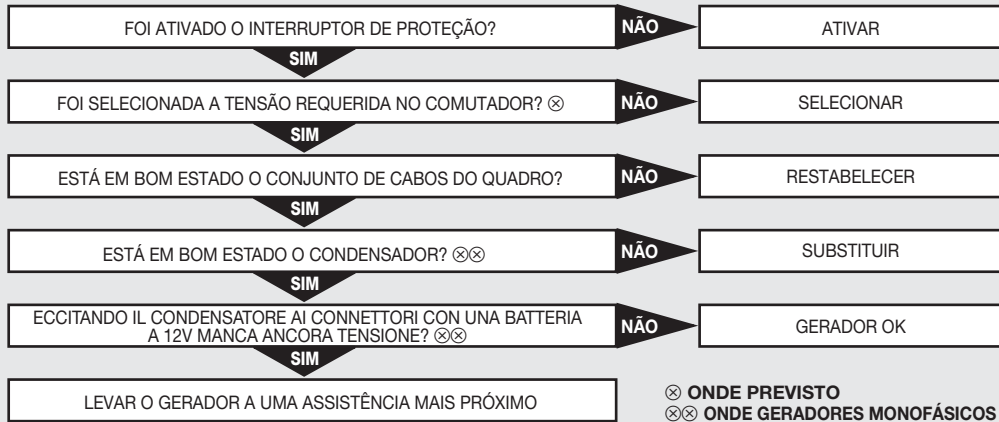 FOI ATIVADO O INTERRUPTOR DE PROTEÇÃO?
NÃO
ATIVAR
SIM
FOI SELECIONADA A TENSÃO REQUERIDA NO COMUTADOR? ⊗
NÃO
SELECIONAR
SIM
ESTÁ EM BOM ESTADO O CONJUNTO DE CABOS DO QUADRO?
NÃO
RESTABELECER
SIM
ESTÁ EM BOM ESTADO O CONDENSADOR? ⊗⊗
NÃO
SUBSTITUIR
SIM
ECCITANDO IL CONDENSATORE AI CONNETTORI CON UNA BATTERIA
A 12V MANCA ANCORA TENSIONE? ⊗⊗
NÃO
GERADOR OK
SIM
LEVAR O GERADOR A UMA ASSISTÊNCIA MAIS PRÓXIMO
⊗ ONDE PREVISTO
⊗⊗ ONDE GERADORES MONOFÁSICOS